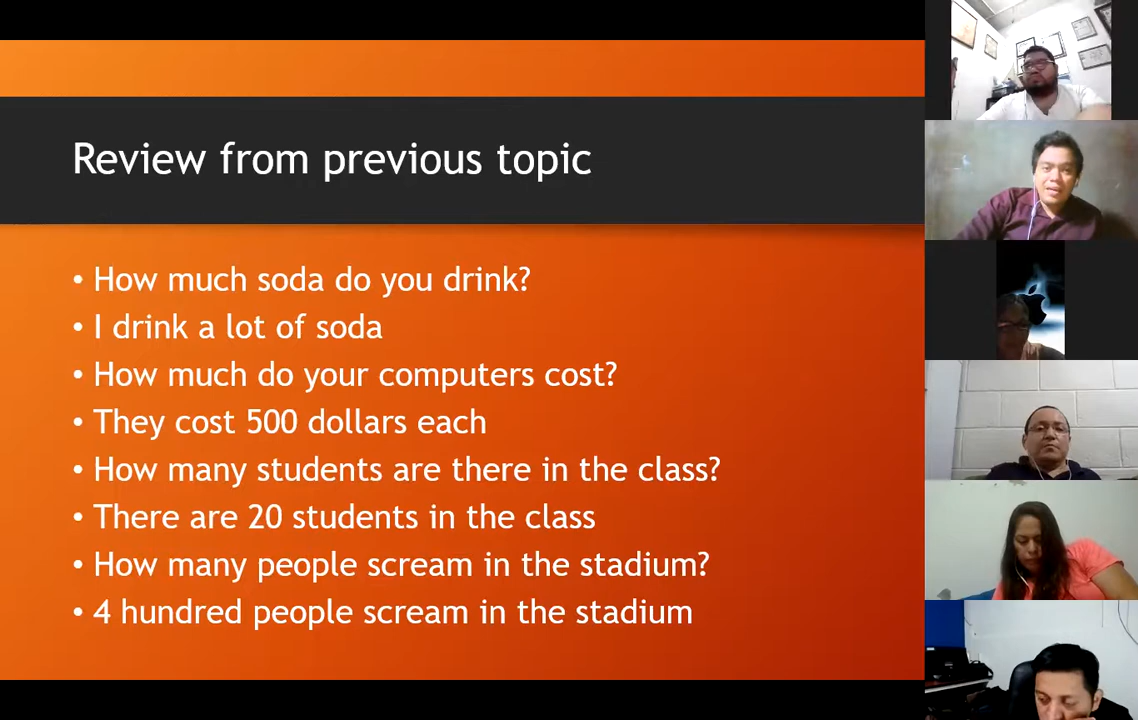 Review from previous topic
• How much soda do you drink?
• I drink a lot of soda
• How much do your computers cost?
• They cost 500 dollars each
• How many students are there in the class?
• There are 20 students in the class
• How many people scream in the stadium?
• 4 hundred people scream in the stadium